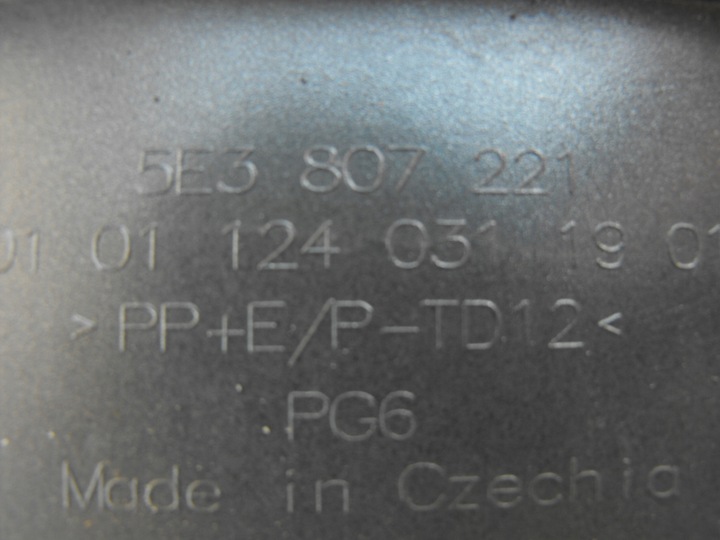 5E3 807 221
01 01 124 031 19 01
>PP+E/P-TD12<
PG6
Made in Czechia